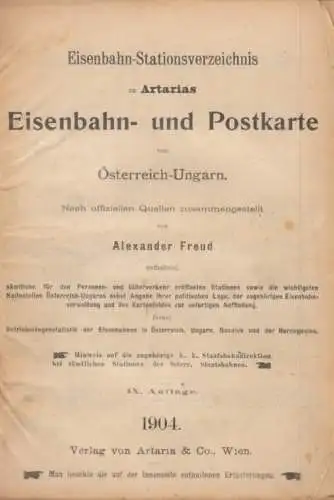 Eisenbahn-Stationsverzeichnis
zu Artarias
Eisenbahn- und Postkarte
von
Österreich-Ungarn.
Nach offiziellen Quellen zusammengestellt
von
Alexander Freud
enthaltend
sämtliche für den Personen- und Güterverkehr eröffneten Stationen sowie die wichtigsten
Haltestellen Österreich-Ungarns nebst Angabe ihrer politischen Lage, der zugehörigen Eisenbahn-
verwaltung und des Kartenfeldes zur sofortigen Auffindung,
ferner
Betriebslängenstatistik der Eisenbahnen in Österreich, Ungarn, Bosnien und der Herzegowina.
Hinweis auf die zugehörige k. k. Staatsbahndirektion
bei sämtlichen Stationen der österr. Staatsbahnen.
IX. Auflage.
1904.
Verlag von Artaria & Co., Wien.
Man beachte die auf der Innenseite enthaltenen Erläuterungen.